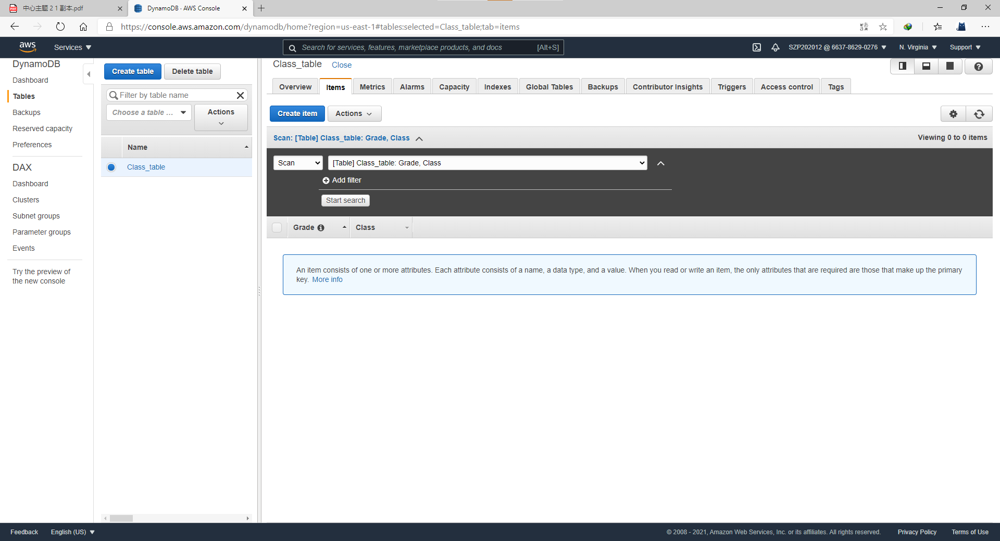 中心主题 2 1 副本.pdf
DynamoDB · AWS Console
https://console.aws.amazon.com/dynamodb/home?region=us-east-1#tables:selected=Class_table;tab=items
aws
Services
Search for services, features, marketplace products, and docs
[Alt+S]
SZP202012 @ 6637-8629-0276
N. Virginia
Support
DynamoDB
Dashboard
Tables
Backups
Reserved capacity
Preferences
DAX
Dashboard
Clusters
Subnet groups
Parameter groups
Events
Try the preview of
the new console
Create table
Delete table
Filter by table name
Choose a table ...
Actions
Name
Class_table
Class_table
Close
Overview
Items
Metrics
Alarms
Capacity
Indexes
Global Tables
Backups
Contributor Insights
Triggers
Access control
Tags
Create item
Actions
Scan: [Table] Class_table: Grade, Class
Viewing 0 to 0 items
Scan
[Table] Class_table: Grade, Class
Add filter
Start search
Grade
Class
An item consists of one or more attributes. Each attribute consists of a name, a data type, and a value. When you read or write an item, the only attributes that are required are those that make up the primary
key. More info
Feedback
English (US)
© 2008 - 2021, Amazon Web Services, Inc. or its affiliates. All rights reserved.
Privacy Policy
Terms of Use